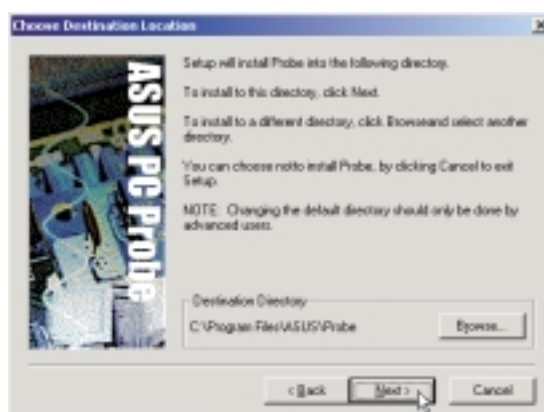 Choose Destination Location
ASUS PC Probe
Setup will install Probe into the following directory.
To install to this directory, click Next.
To install to a different directory, click Browseand select another
directory.
You can choose notto install Probe, by clicking Cancel to exit
Setup.
NOTE: Changing the default directory should only be done by
advanced users.
Destination Directory
C:\Program Files\ASUS\Probe
Browse...
< Back
Next >
Cancel